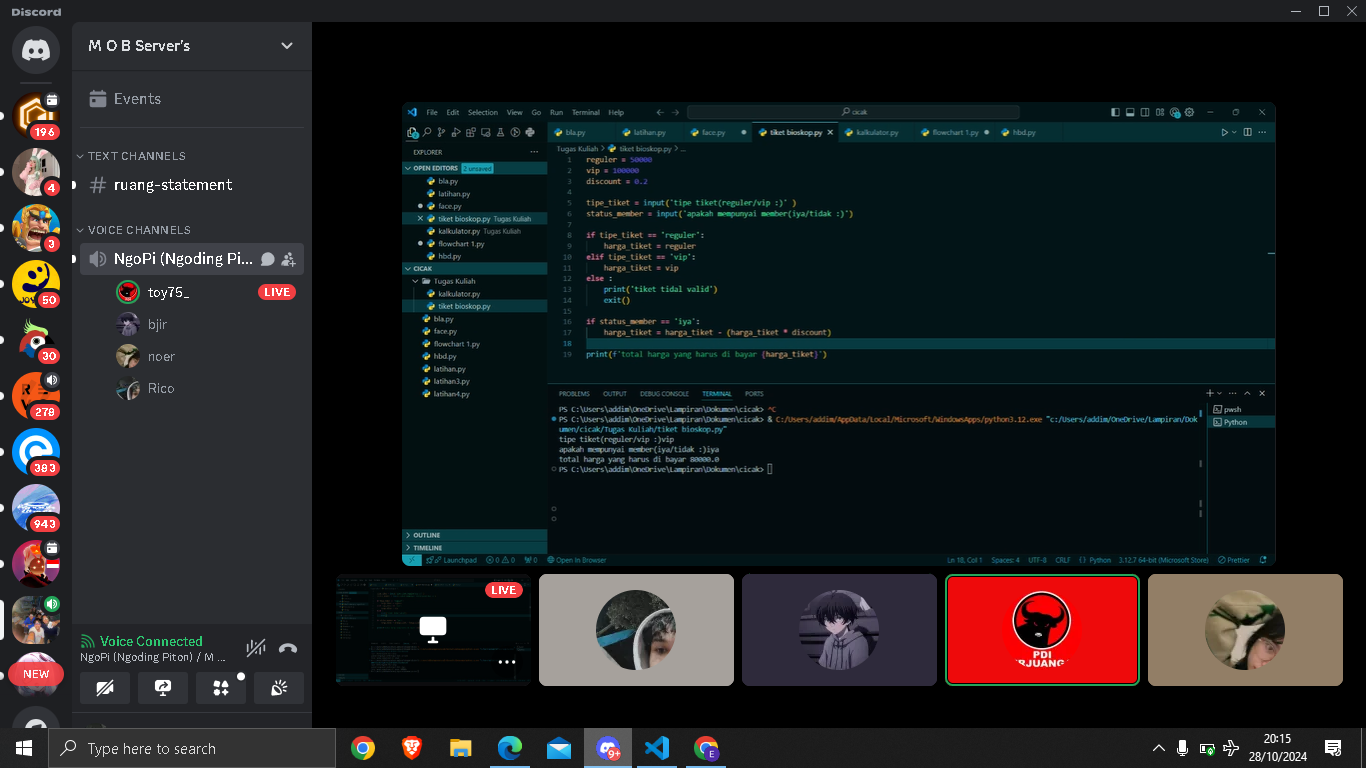 Discord
M O B Server's
Events
TEXT CHANNELS
ruang-statement
VOICE CHANNELS
NgoPi (Ngoding Pi...
toy75_
LIVE
bjir
noer
Rico
196
4
3
50
30
278
383
943
NEW
Voice Connected
NgoPi (Ngoding Piton) / M ...
File Edit Selection View Go Run Terminal Help
cicak
EXPLORER
OPEN EDITORS 2 unsaved
bla.py
latihan.py
face.py
tiket bioskop.py Tugas Kuliah
kalkulator.py Tugas Kuliah
flowchart 1.py
hbd.py
CICAK
Tugas Kuliah
kalkulator.py
tiket bioskop.py
bla.py
face.py
flowchart 1.py
hbd.py
latihan.py
latihan3.py
latihan4.py
OUTLINE
TIMELINE
bla.py latihan.py face.py tiket bioskop.py kalkulator.py flowchart 1.py hbd.py
Tugas Kuliah > tiket bioskop.py > ...
1 reguler = 50000
2 vip = 100000
3 discount = 0.2
4
5 tipe_tiket = input('tipe tiket(reguler/vip :)' )
6 status_member = input('apakah mempunyai member(iya/tidak :)')
7
8 if tipe_tiket == 'reguler':
9 harga_tiket = reguler
10 elif tipe_tiket == 'vip':
11 harga_tiket = vip
12 else :
13 print('tiket tidal valid')
14 exit()
15
16 if status_member == 'iya':
17 harga_tiket = harga_tiket - (harga_tiket * discount)
18
19 print(f'total harga yang harus di bayar {harga_tiket}')
PROBLEMS OUTPUT DEBUG CONSOLE TERMINAL PORTS
PS C:\Users\addim\OneDrive\Lampiran\Dokumen\cicak> ^C
PS C:\Users\addim\OneDrive\Lampiran\Dokumen\cicak> & C:/Users/addim/AppData/Local/Microsoft/WindowsApps/python3.12.exe "c:/Users/addim/OneDrive/Lampiran/Dok
umen/cicak/Tugas Kuliah/tiket bioskop.py"
tipe tiket(reguler/vip :)vip
apakah mempunyai member(iya/tidak :)iya
total harga yang harus di bayar 80000.0
PS C:\Users\addim\OneDrive\Lampiran\Dokumen\cicak>
pwsh
Python
Launchpad 0 0 0 Open In Browser
Ln 18, Col 1 Spaces: 4 UTF-8 CRLF Python 3.12.7 64-bit (Microsoft Store) Prettier
LIVE
PDI
RJUANG
Type here to search
9+
E
20:15
28/10/2024